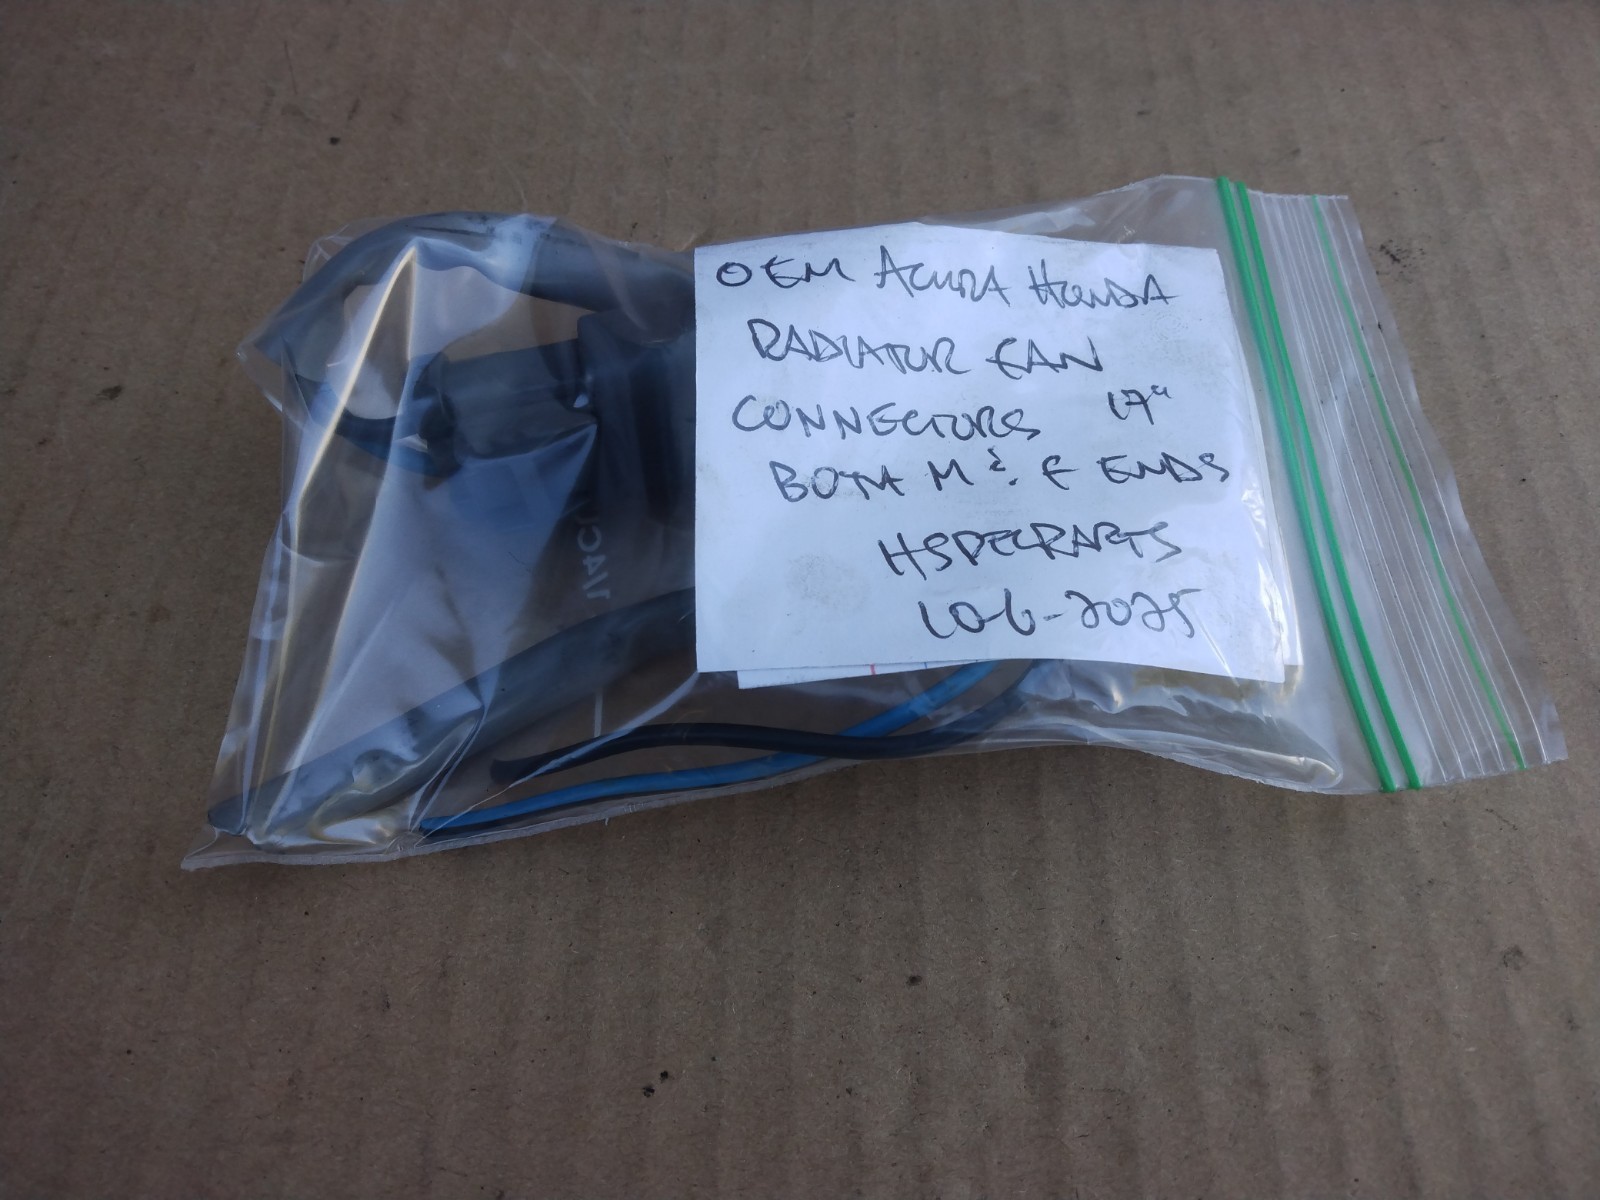 OEM ACURA HONDA
RADIATOR FAN
CONNECTORS 17"
BOTH M & F ENDS
HSPECPARTS
10-6-2025